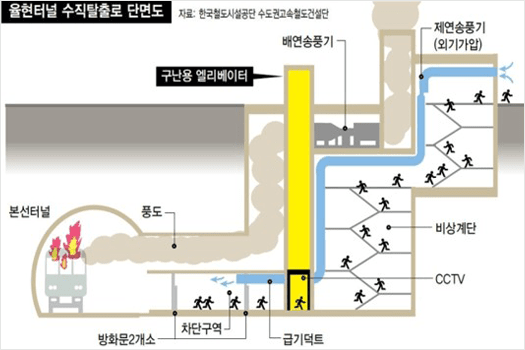 율현터널 수직탈출로 단면도
자료: 한국철도시설공단 수도권고속철도건설단
배연송풍기
제연송풍기
(외기가압)
구난용 엘리베이터
본선터널
풍도
비상계단
CCTV
차단구역
방화문2개소
급기덕트